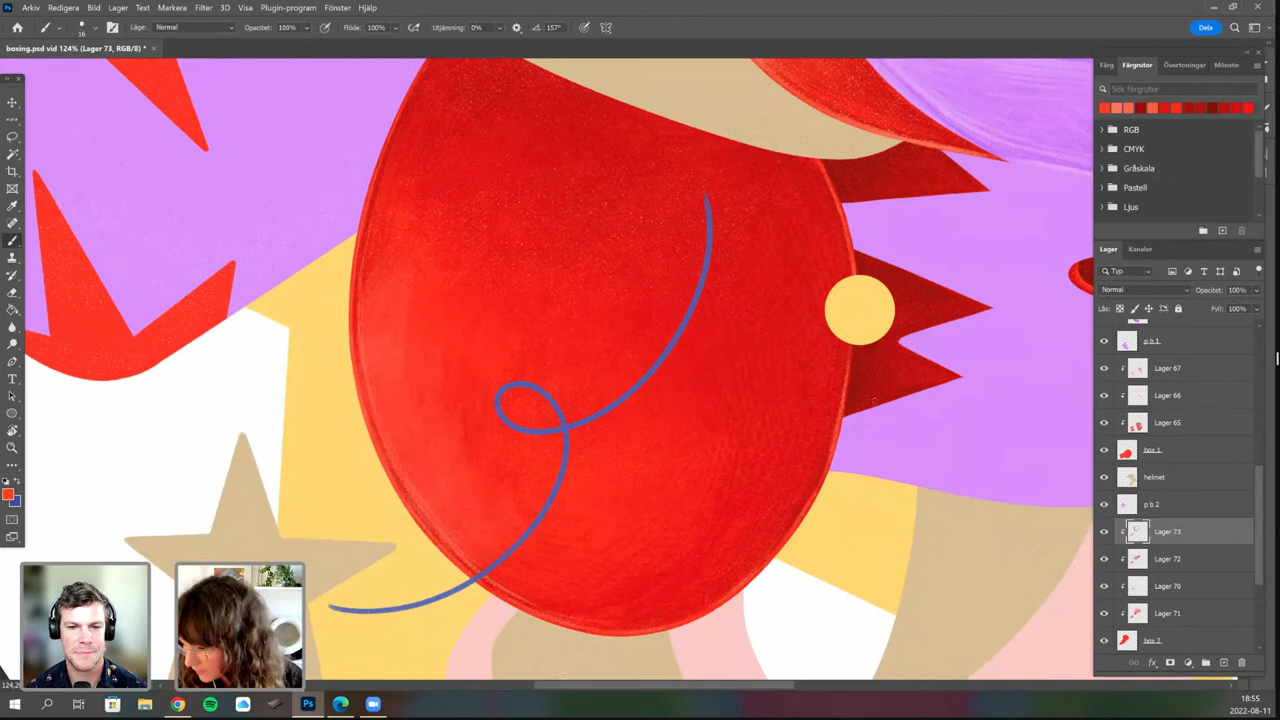 Arkiv Redigera Bild Lager Text Markera Filter 3D Visa Plugin-program Fönster Hjälp
16 Läge: Normal Opacitet: 100% Flöde: 100% Utjämning: 0% 157° Dela
boxing.psd vid 124% (Lager 73, RGB/8) *
Färg Färgrutor Övertoningar Mönste
Sök färgrutor
RGB
CMYK
Gråskala
Pastell
Ljus
Lager Kanaler
Typ
Normal Opacitet: 100%
Lås: Fyll: 100%
p b 1
Lager 67
Lager 66
Lager 65
box 1
helmet
p b 2
Lager 73
Lager 72
Lager 70
Lager 71
box 2
fx
Ps
18:55
2022-08-11